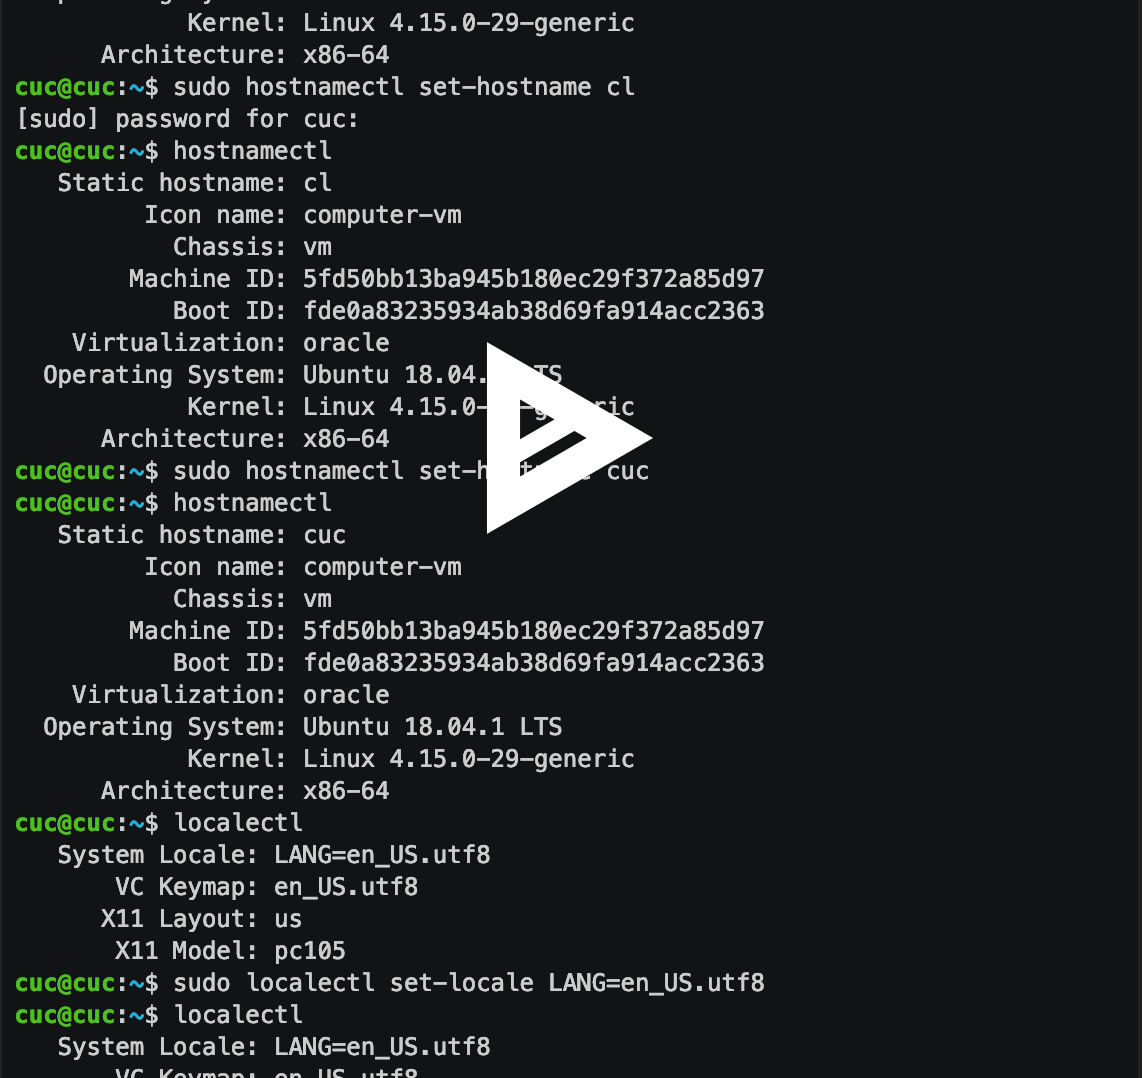 Kernel: Linux 4.15.0-29-generic
Architecture: x86-64
cuc@cuc:~$ sudo hostnamectl set-hostname cl
[sudo] password for cuc:
cuc@cuc:~$ hostnamectl
Static hostname: cl
Icon name: computer-vm
Chassis: vm
Machine ID: 5fd50bb13ba945b180ec29f372a85d97
Boot ID: fde0a83235934ab38d69fa914acc2363
Virtualization: oracle
Operating System: Ubuntu 18.04. LTS
Kernel: Linux 4.15.0-
Architecture: x86-64
cuc@cuc:~$ sudo hostnamectl cuc
cuc@cuc:~$ hostnamectl
Static hostname: cuc
Icon name: computer-vm
Chassis: vm
Machine ID: 5fd50bb13ba945b180ec29f372a85d97
Boot ID: fde0a83235934ab38d69fa914acc2363
Virtualization: oracle
Operating System: Ubuntu 18.04.1 LTS
Kernel: Linux 4.15.0-29-generic
Architecture: x86-64
cuc@cuc:~$ localectl
System Locale: LANG=en_US.utf8
VC Keymap: en_US.utf8
X11 Layout: us
X11 Model: pc105
cuc@cuc:~$ sudo localectl set-locale LANG=en_US.utf8
cuc@cuc:~$ localectl
System Locale: LANG=en_US.utf8
VC Keymap: en_US.utf8